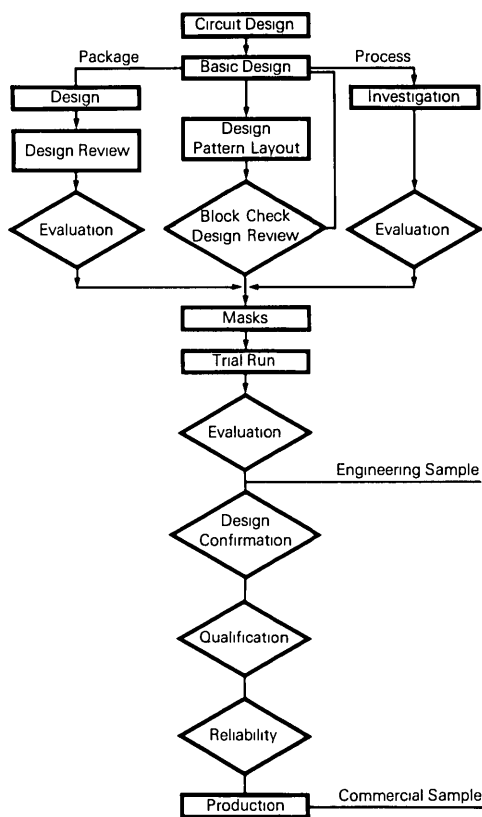 Circuit Design
Package
Basic Design
Process
Design
Investigation
Design
Pattern Layout
Design Review
Evaluation
Block Check
Design Review
Evaluation
Masks
Trial Run
Evaluation
Engineering Sample
Design
Confirmation
Qualification
Reliability
Production
Commercial Sample